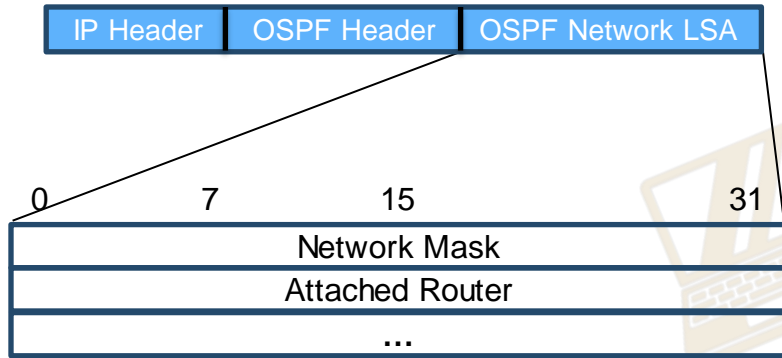 IP Header OSPF Header OSPF Network LSA
0 7 15 31
Network Mask
Attached Router
...